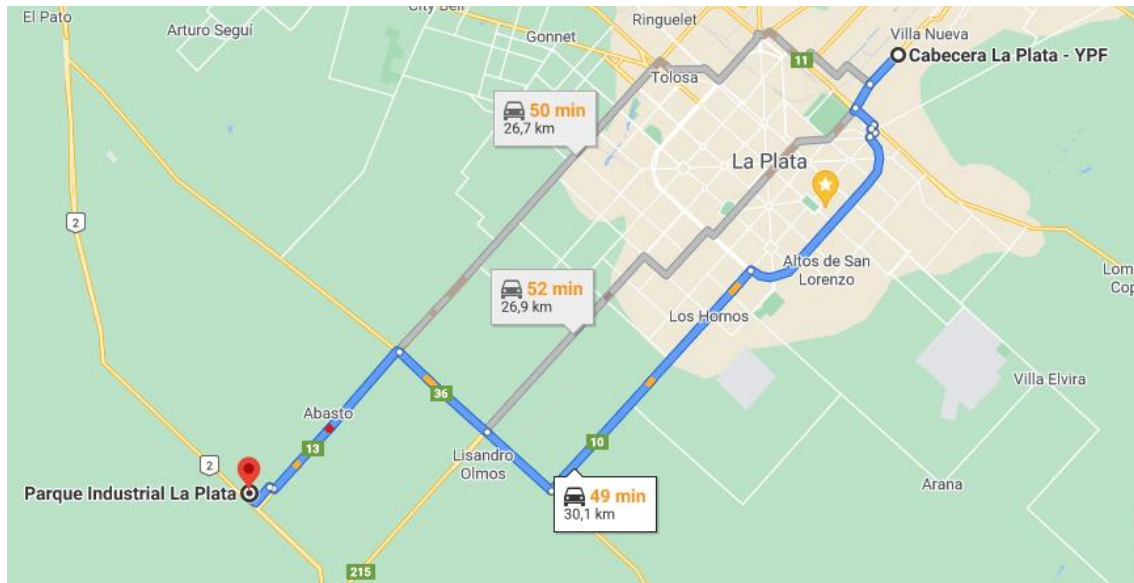 El Pato
Arturo Seguí
City Bell
Gonnet
Ringuelet
Villa Nueva
Cabecera La Plata - YPF
11
Tolosa
50 min
26,7 km
La Plata
2
Altos de San
Lorenzo
52 min
26,9 km
Los Hornos
Villa Elvira
36
Abasto
13
10
Lisandro
Olmos
2
Parque Industrial La Plata
49 min
30,1 km
Arana
215